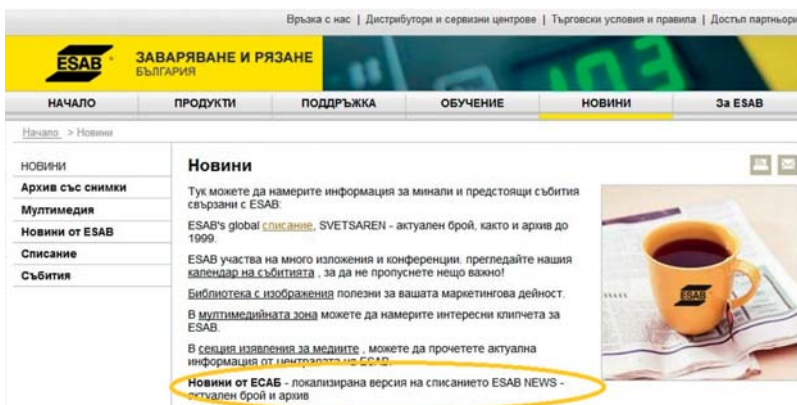 Връзка с нас | Дистрибутори и сервизни центрове | Търговски условия и правила | Достъп партньори
ESAB
ЗАВАРЯВАНЕ И РЯЗАНЕ
БЪЛГАРИЯ
НАЧАЛО ПРОДУКТИ ПОДДРЪЖКА ОБУЧЕНИЕ НОВИНИ За ESAB
Начало > Новини
НОВИНИ
Архив със снимки
Мултимедия
Новини от ESAB
Списание
Събития
Новини
Тук можете да намерите информация за минали и предстоящи събития
свързани с ESAB:
ESAB's global списание, SVETSAREN - актуален брой, както и архив до
1999.
ESAB участва на много изложения и конференции. прегледайте нашия
календар на събитията , за да не пропуснете нещо важно!
Библиотека с изображения полезни за вашата маркетингова дейност.
В мултимедийната зона можете да намерите интересни клипчета за
ESAB.
В секция изявления за медиите , можете да прочетете актуална
информация от централата на ESAB.
Новини от ЕСАБ - локализирана версия на списанието ESAB NEWS -
актуален брой и архив
ESAB